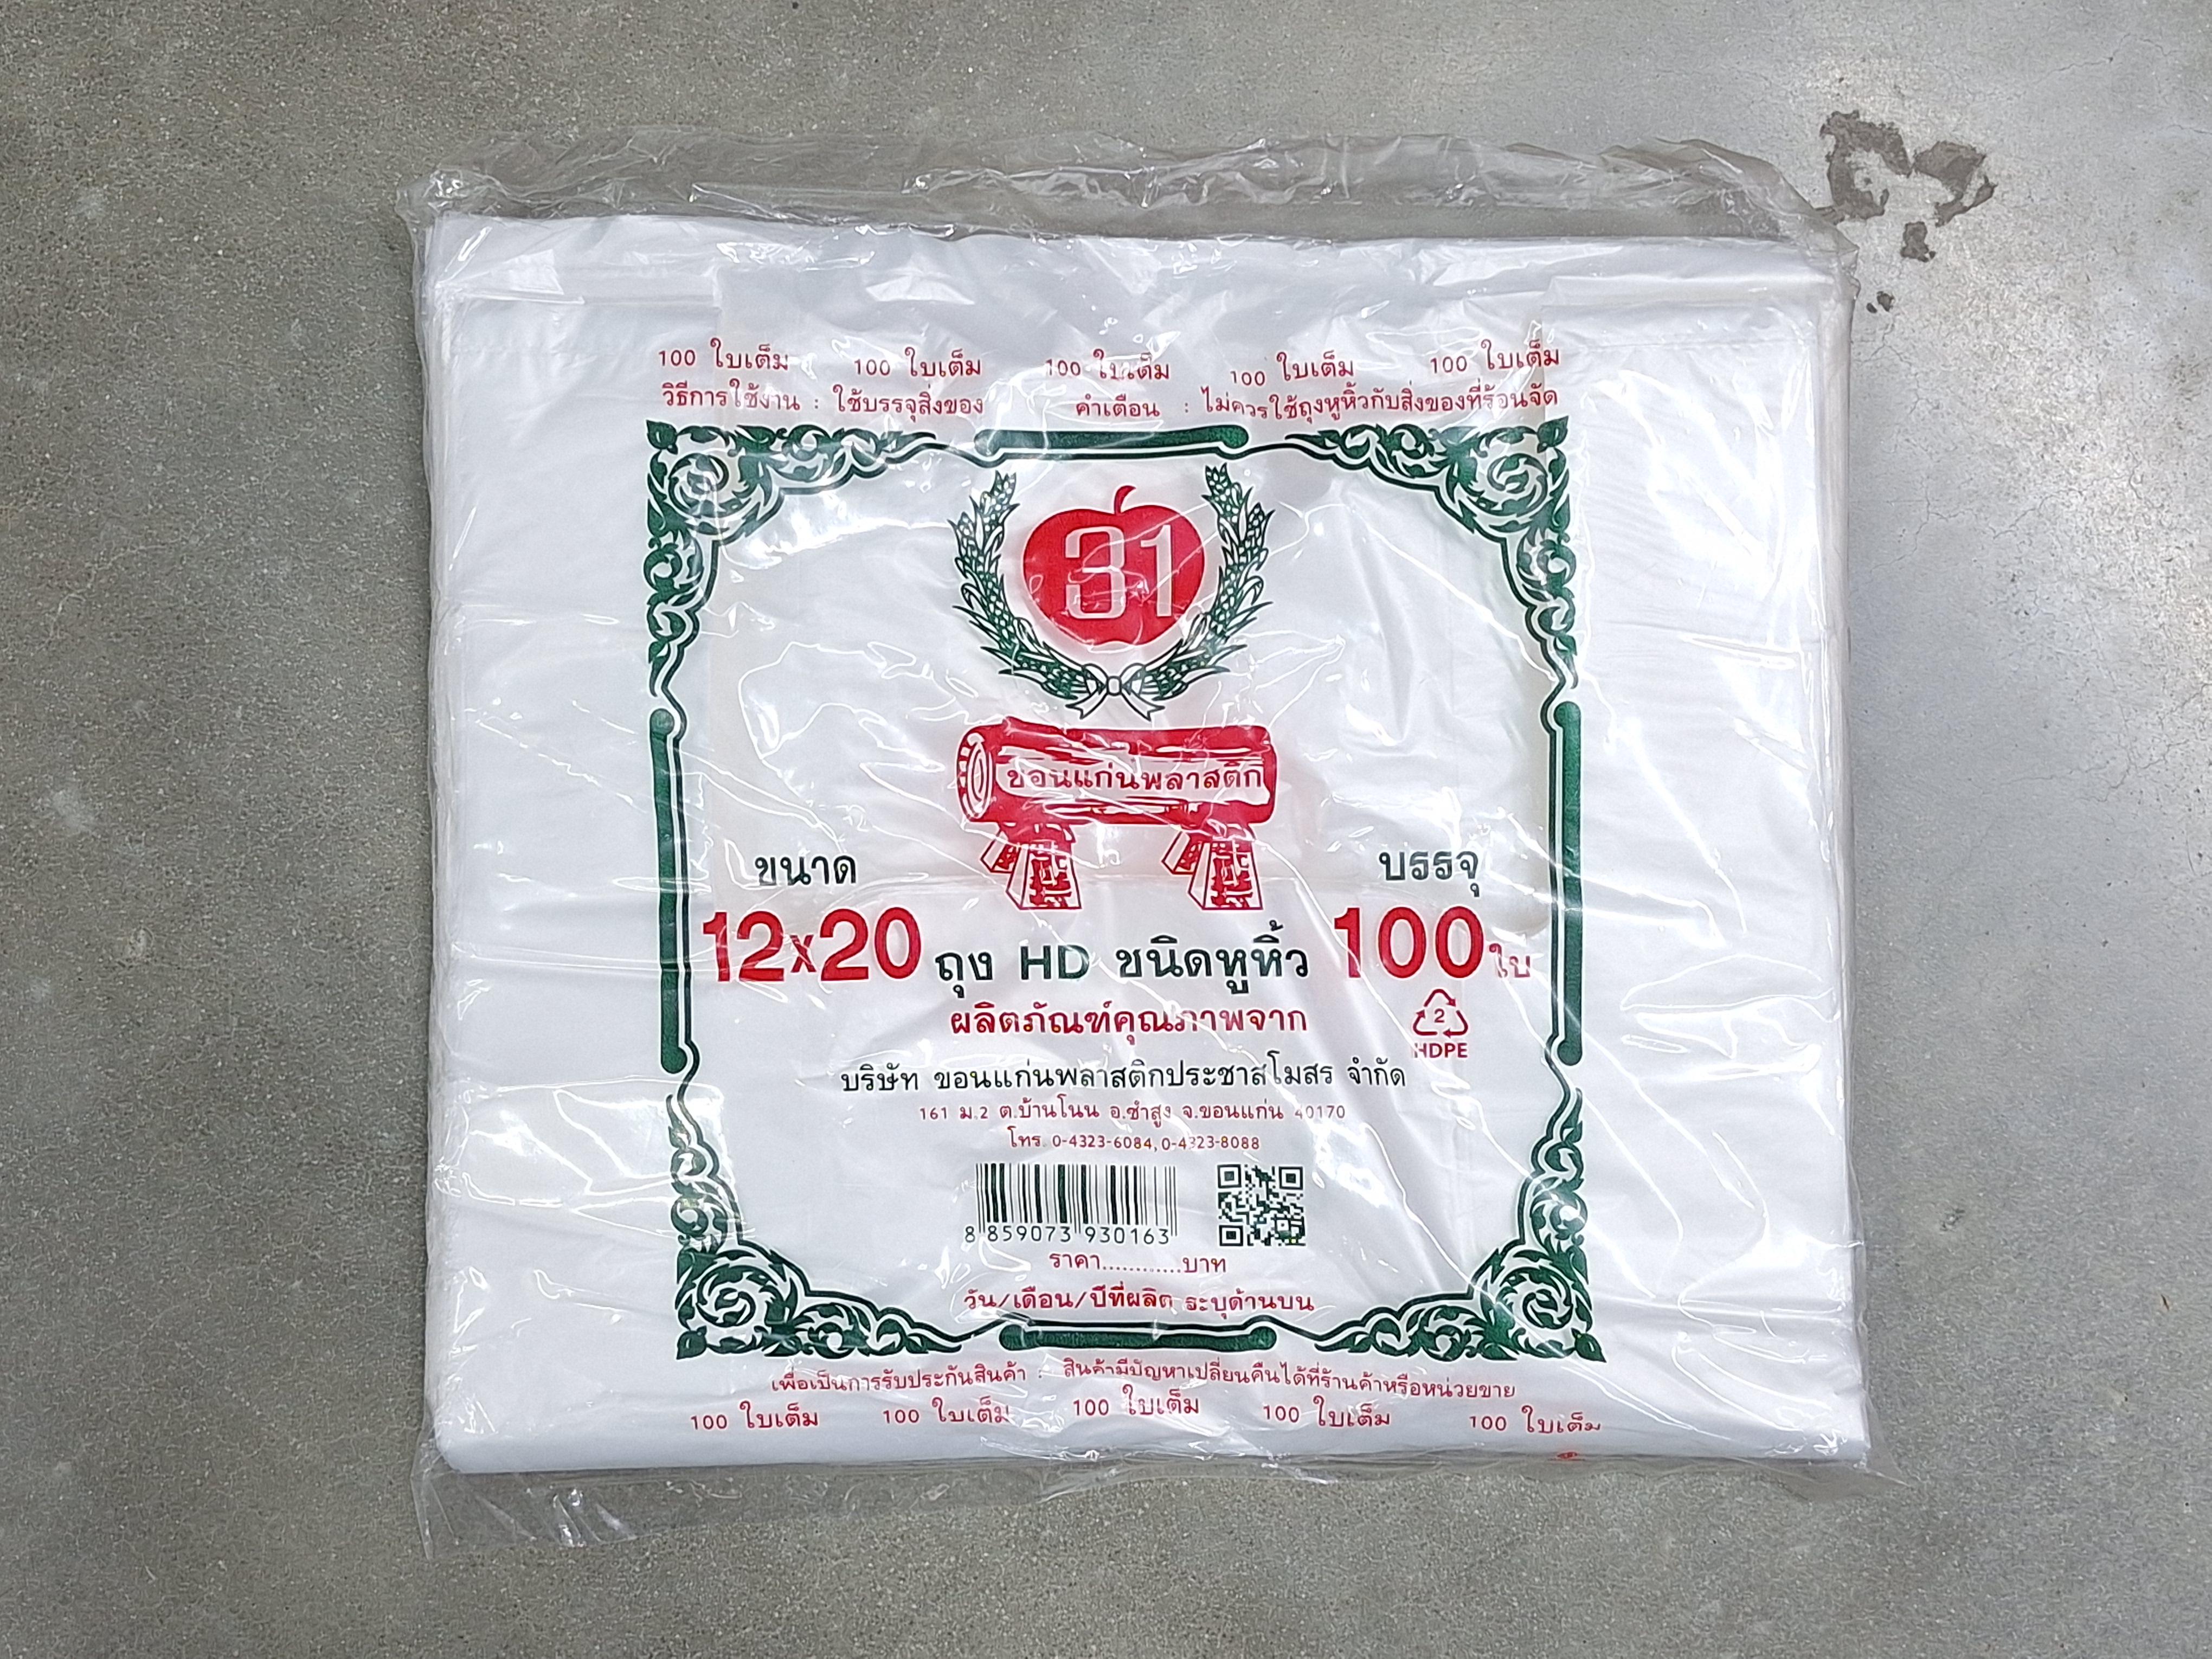 100 ใบเต็ม 100 ใบเต็ม 100 ใบเต็ม 100 ใบเต็ม 100 ใบเต็ม
วิธีการใช้งาน : ใช้บรรจุสิ่งของ คำเตือน : ไม่ควรใช้ถุงหูหิ้วกับสิ่งของที่ร้อนจัด
31
ขอนแก่นพลาสติก
ขนาด บรรจุ
12x20 ถุง HD ชนิดหูหิ้ว 100 ใบ
ผลิตภัณฑ์คุณภาพจาก
2
HDPE
บริษัท ขอนแก่นพลาสติกประชาสโมสร จำกัด
161 ม.2 ต.บ้านโนน อ.ซำสูง จ.ขอนแก่น 40170
โทร. 0-4323-6084, 0-4323-8088
8 859073 930163
ราคา............บาท
วัน/เดือน/ปีที่ผลิต ระบุด้านบน
เพื่อเป็นการรับประกันสินค้า : สินค้ามีปัญหาเปลี่ยนคืนได้ที่ร้านค้าหรือหน่วยขาย
100 ใบเต็ม 100 ใบเต็ม 100 ใบเต็ม 100 ใบเต็ม 100 ใบเต็ม